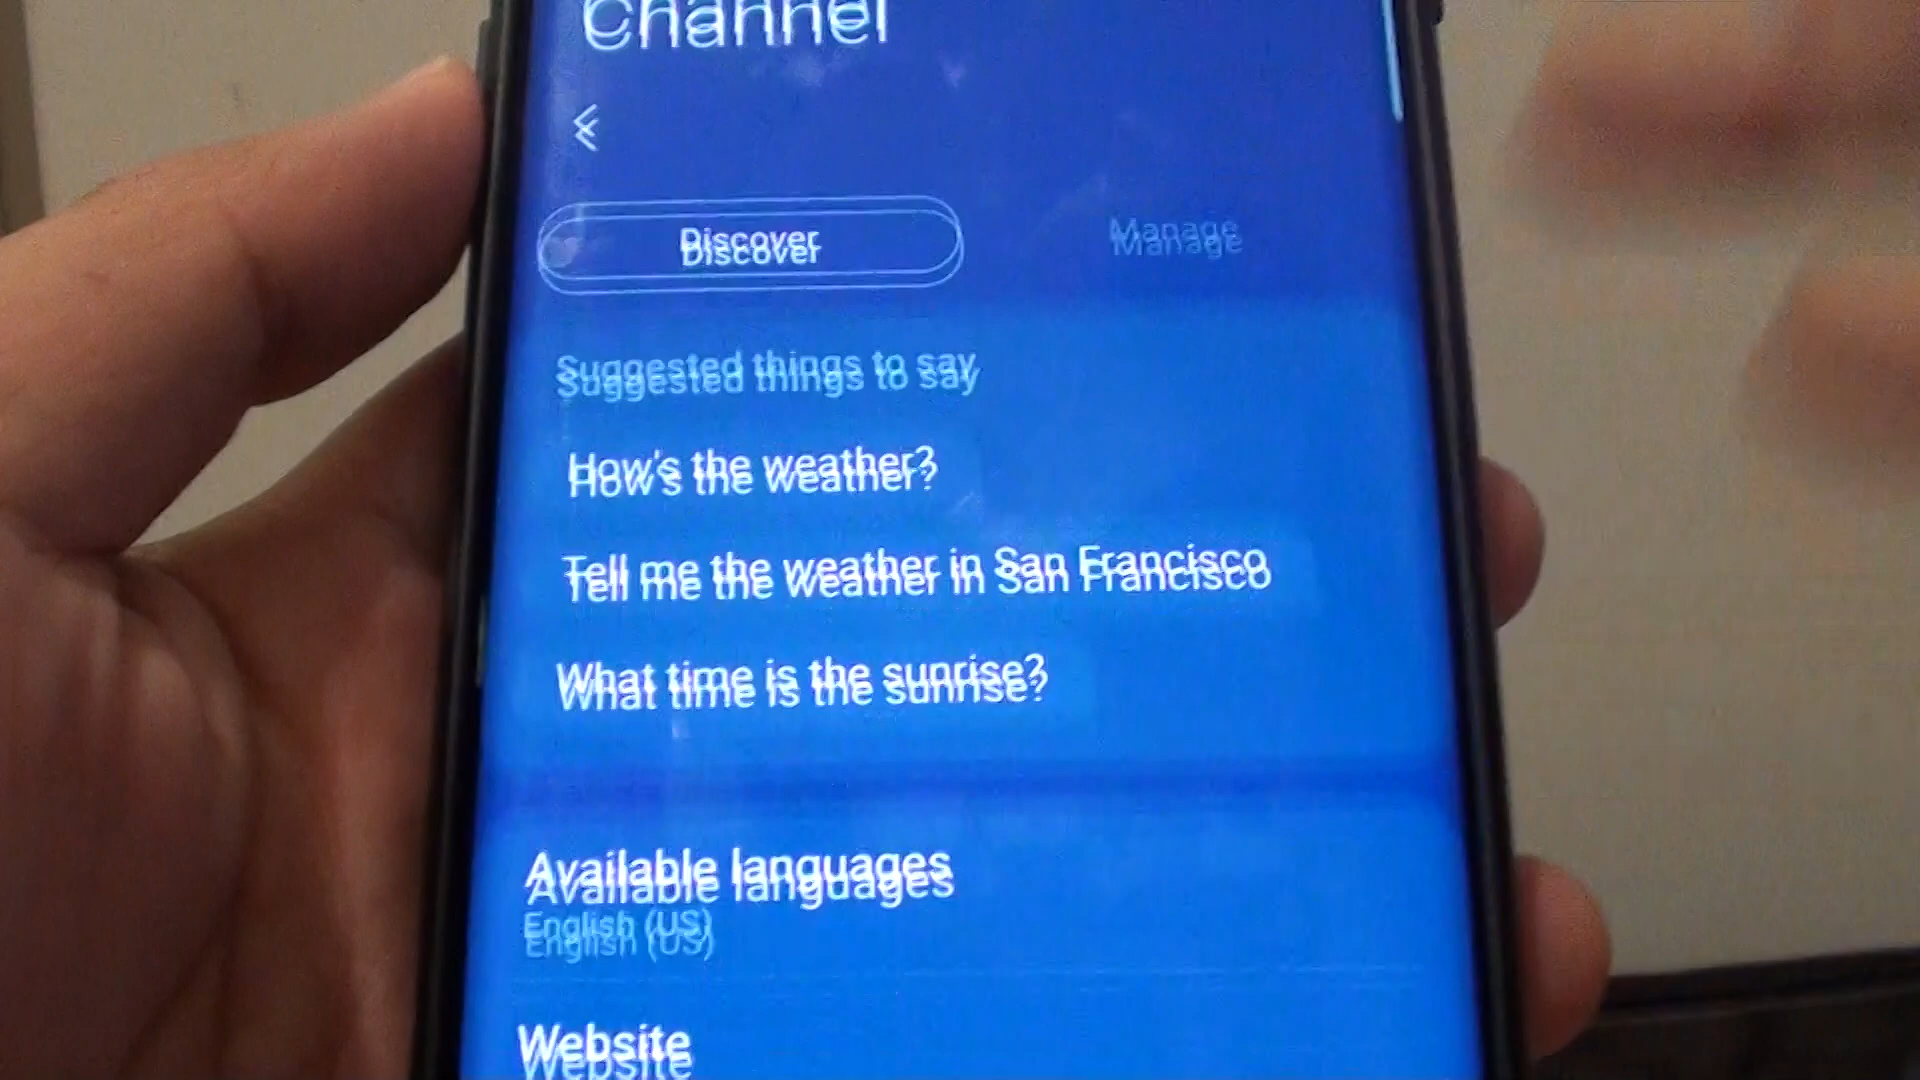 Channel
Discover
Manage
Suggested things to say
How's the weather?
Tell me the weather in San Francisco
What time is the sunrise?
Available languages
English (US)
Website